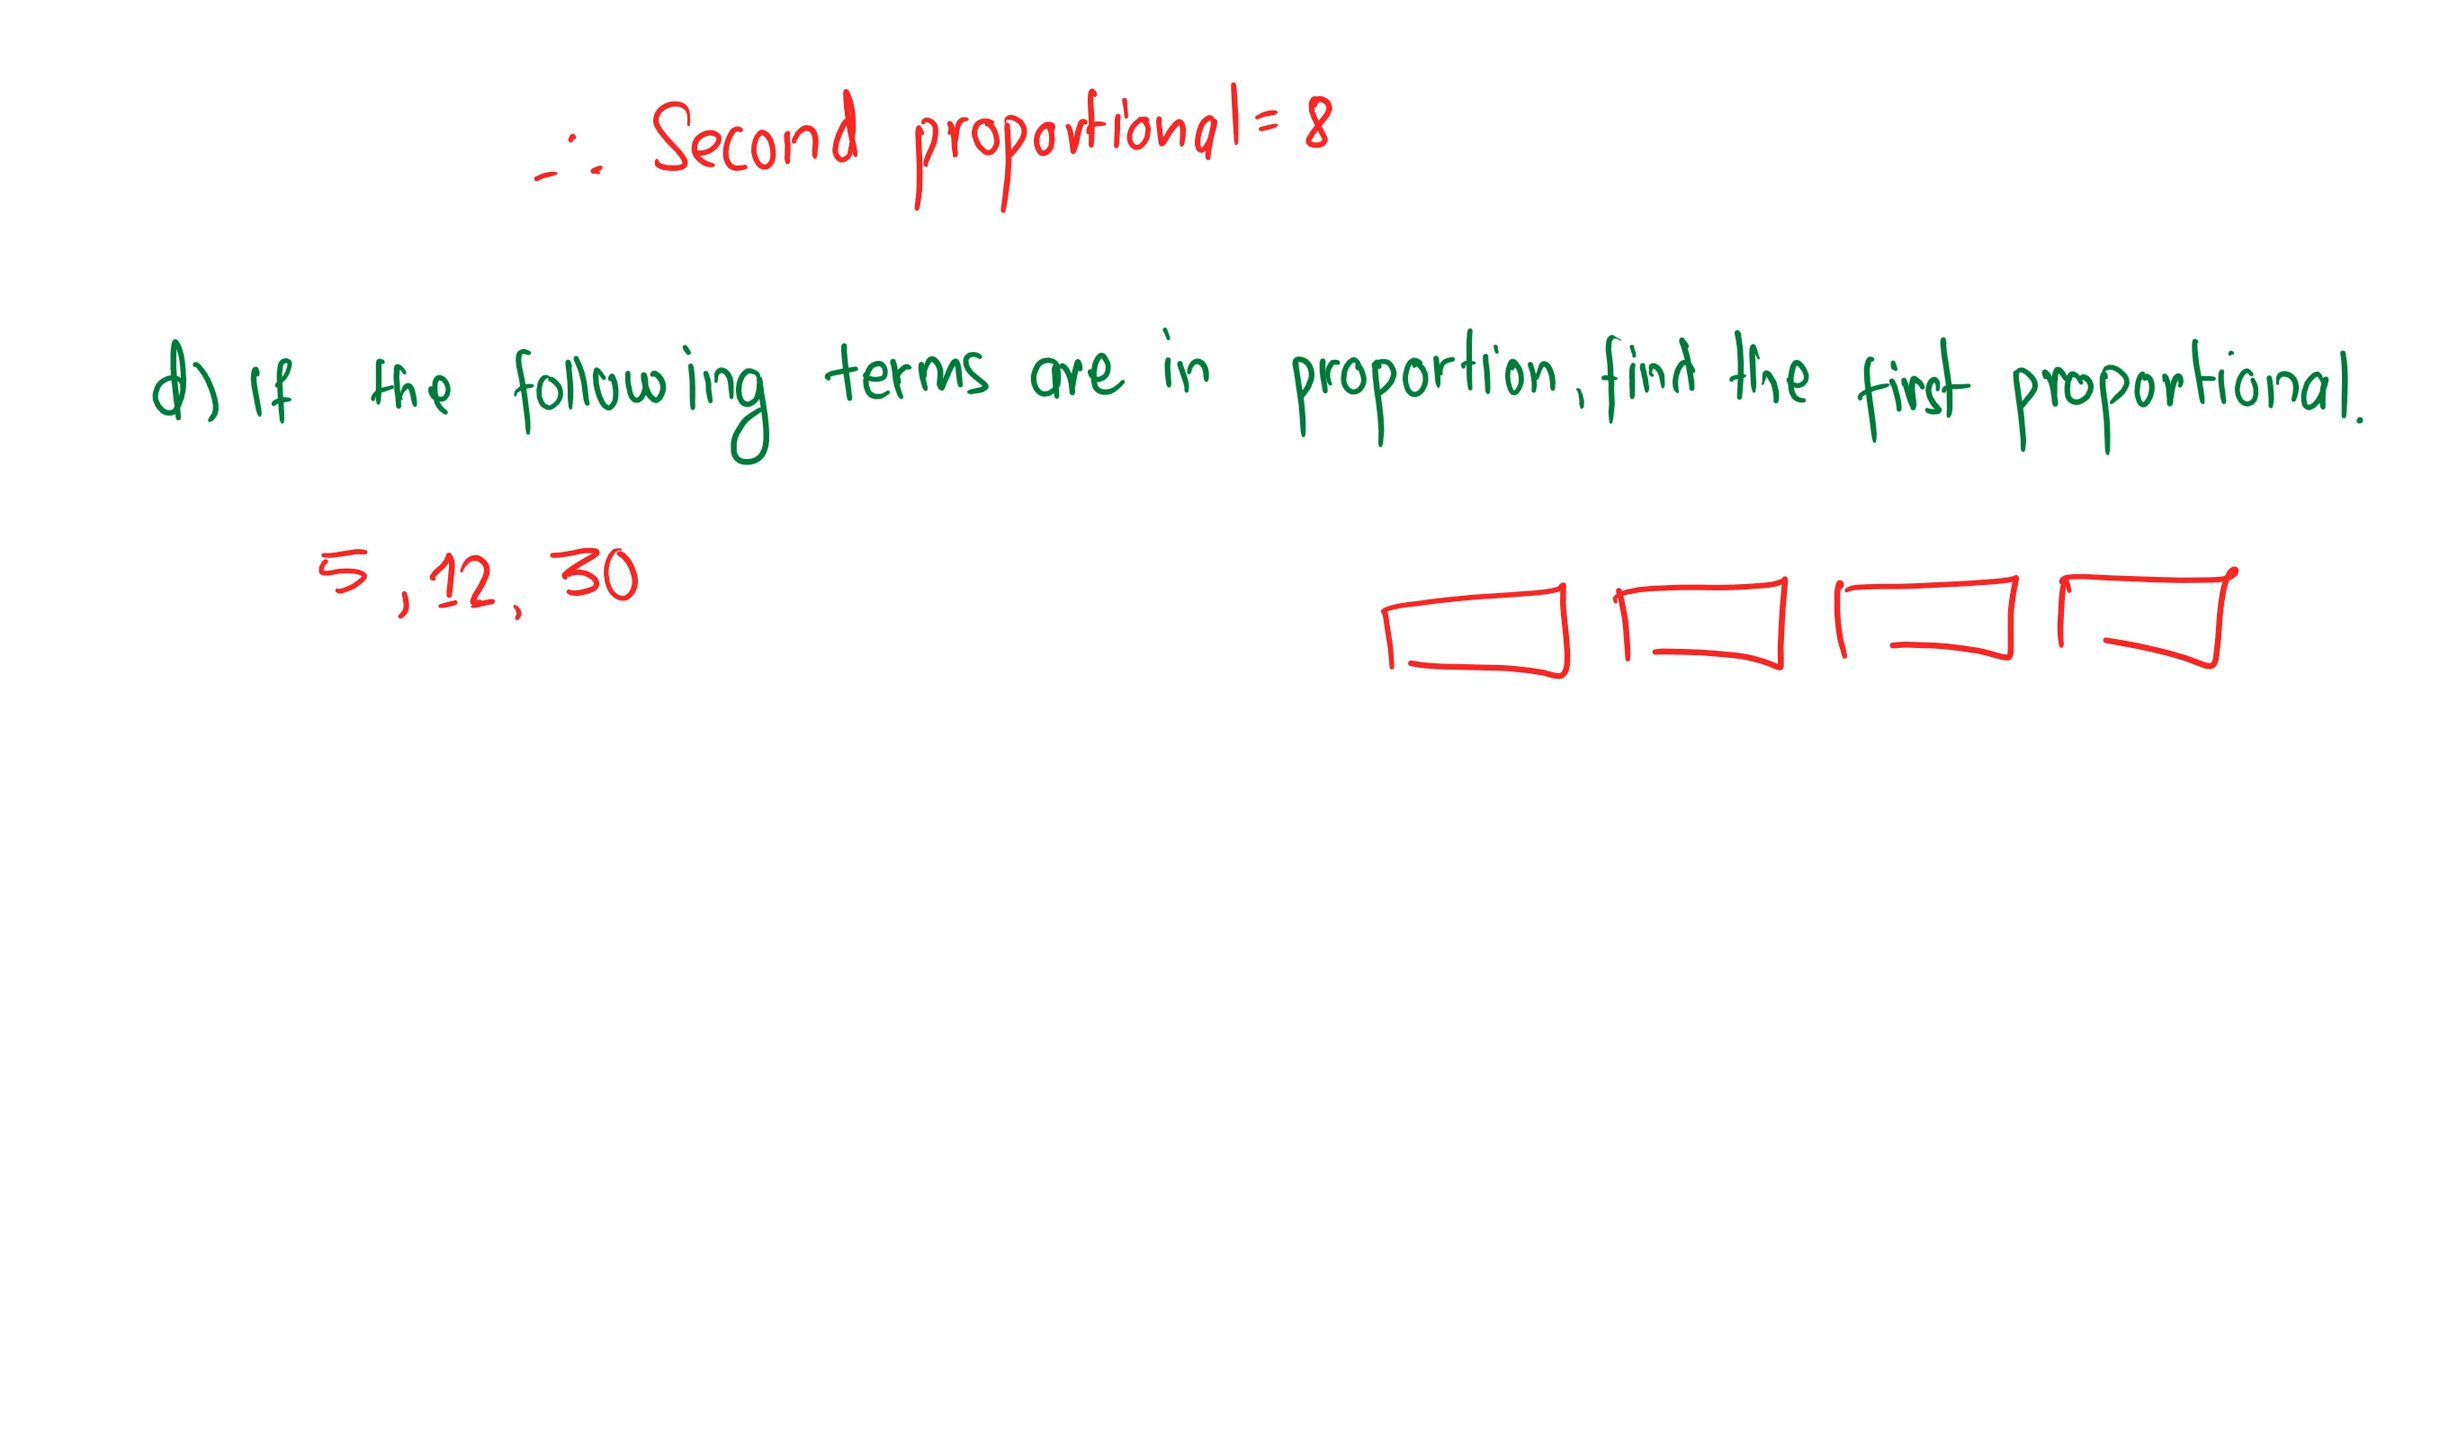 ∴ Second proportional = 8
d, If the following terms are in proportion, find the first proportional.
5, 12, 30